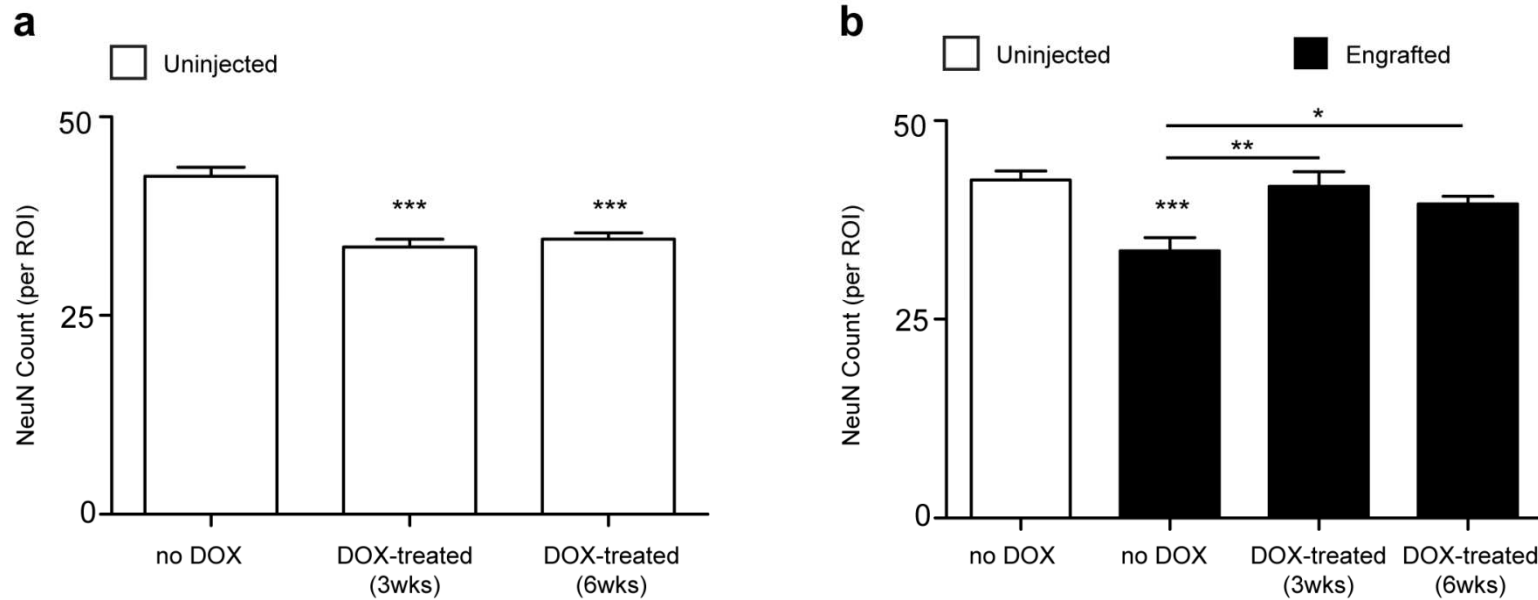 a
Uninjected
50
25
0
NeuN Count (per ROI)
***
***
no DOX
DOX-treated
(3wks)
DOX-treated
(6wks)
b
Uninjected
Engrafted
50
25
0
NeuN Count (per ROI)
*
**
***
no DOX
no DOX
DOX-treated
(3wks)
DOX-treated
(6wks)